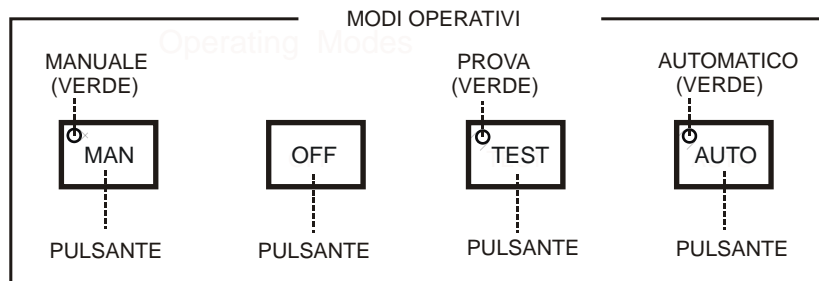 MODI OPERATIVI
Operating Modes
MANUALE
(VERDE)
PROVA
(VERDE)
AUTOMATICO
(VERDE)
MAN
OFF
TEST
AUTO
PULSANTE
PULSANTE
PULSANTE
PULSANTE